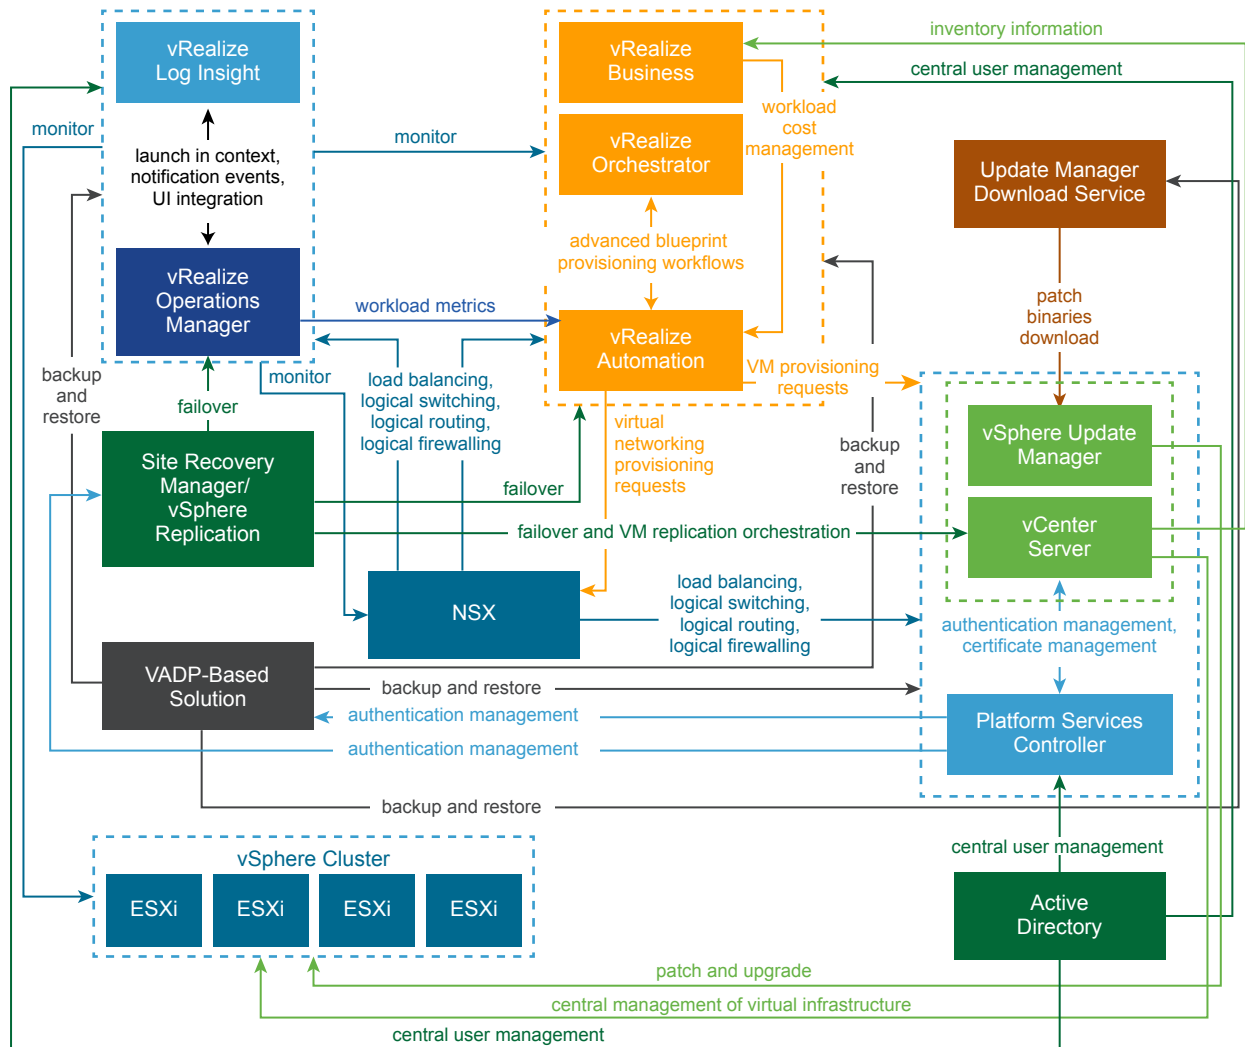 vRealize
Log Insight
monitor
launch in context,
notification events,
UI integration
vRealize
Operations
Manager
backup
and
restore
failover
monitor
Site Recovery
Manager/
vSphere
Replication
VADP-Based
Solution
monitor
workload metrics
load balancing,
logical switching,
logical routing,
logical firewalling
failover
failover and VM replication orchestration
NSX
vRealize
Business
vRealize
Orchestrator
workload
cost
management
advanced blueprint
provisioning workflows
vRealize
Automation
VM provisioning
requests
virtual
networking
provisioning
requests
backup
and
restore
load balancing,
logical switching,
logical routing,
logical firewalling
inventory information
central user management
Update Manager
Download Service
patch
binaries
download
vSphere Update
Manager
vCenter
Server
authentication management,
certificate management
Platform Services
Controller
backup and restore
authentication management
authentication management
backup and restore
central user management
Active
Directory
vSphere Cluster
ESXi
ESXi
ESXi
ESXi
patch and upgrade
central management of virtual infrastructure
central user management